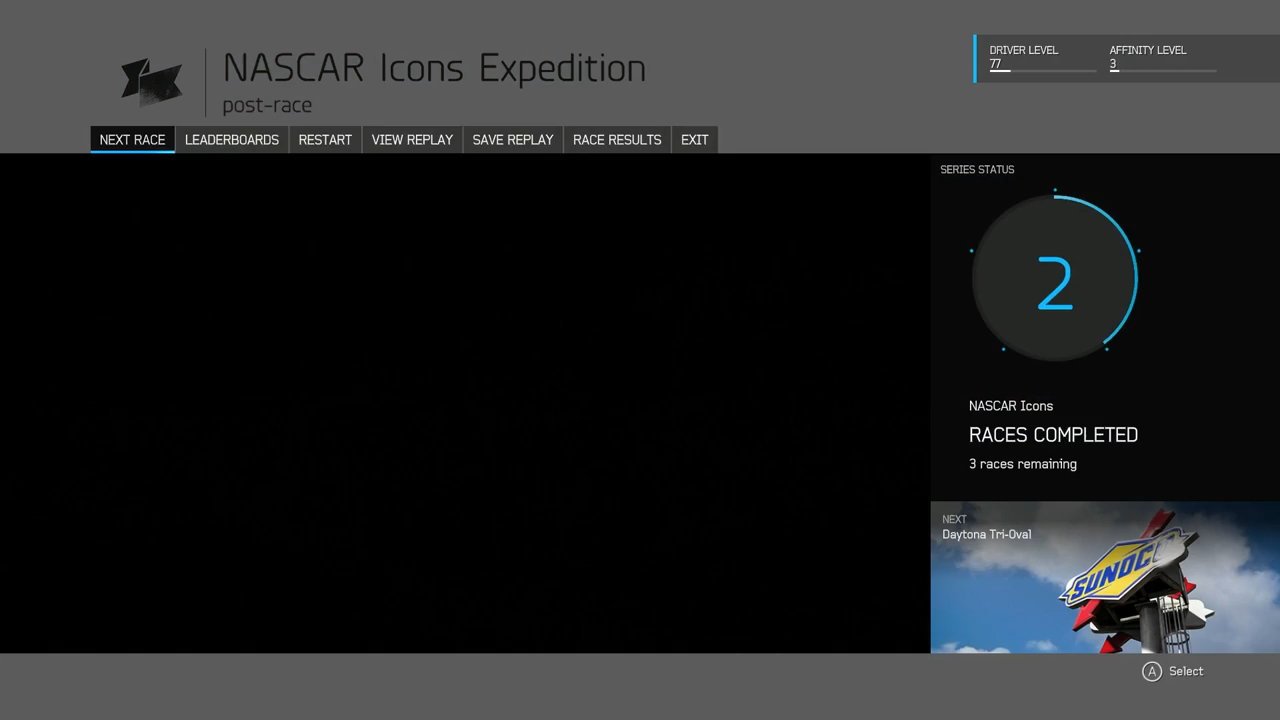 NASCAR Icons Expedition
post-race
DRIVER LEVEL
77
AFFINITY LEVEL
3
NEXT RACE
LEADERBOARDS
RESTART
VIEW REPLAY
SAVE REPLAY
RACE RESULTS
EXIT
SERIES STATUS
2
NASCAR Icons
RACES COMPLETED
3 races remaining
NEXT
Daytona Tri-Oval
SUNOCO
A Select